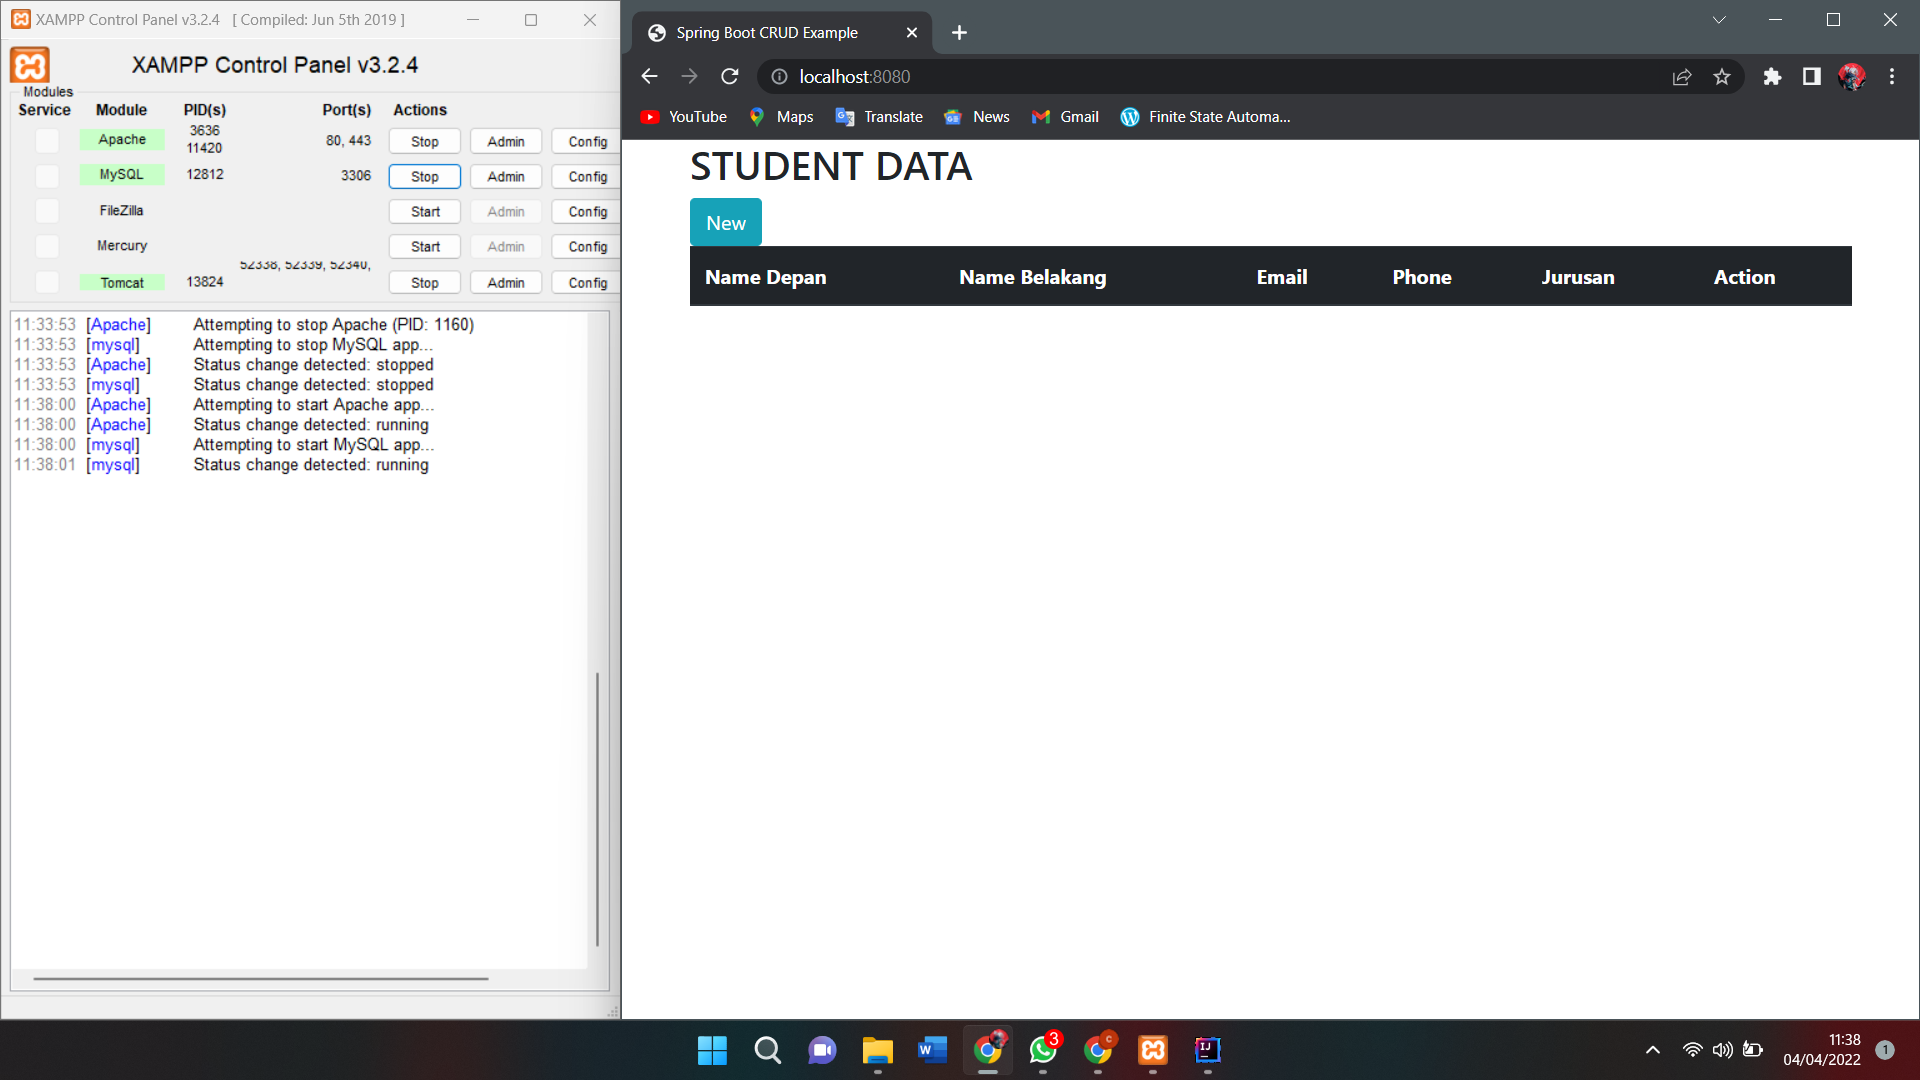 XAMPP Control Panel v3.2.4 [ Compiled: Jun 5th 2019 ]
XAMPP Control Panel v3.2.4
Modules
Service Module PID(s) Port(s) Actions
Apache 3636 11420 80, 443 Stop Admin Config
MySQL 12812 3306 Stop Admin Config
FileZilla Start Admin Config
Mercury Start Admin Config
52338, 52339, 52340,
Tomcat 13824 Stop Admin Config
11:33:53 [Apache] Attempting to stop Apache (PID: 1160)
11:33:53 [mysql] Attempting to stop MySQL app...
11:33:53 [Apache] Status change detected: stopped
11:33:53 [mysql] Status change detected: stopped
11:38:00 [Apache] Attempting to start Apache app...
11:38:00 [Apache] Status change detected: running
11:38:00 [mysql] Attempting to start MySQL app...
11:38:01 [mysql] Status change detected: running
Spring Boot CRUD Example
localhost:8080
YouTube Maps Translate News Gmail Finite State Automa...
STUDENT DATA
New
Name Depan Name Belakang Email Phone Jurusan Action
3
11:38
04/04/2022
1